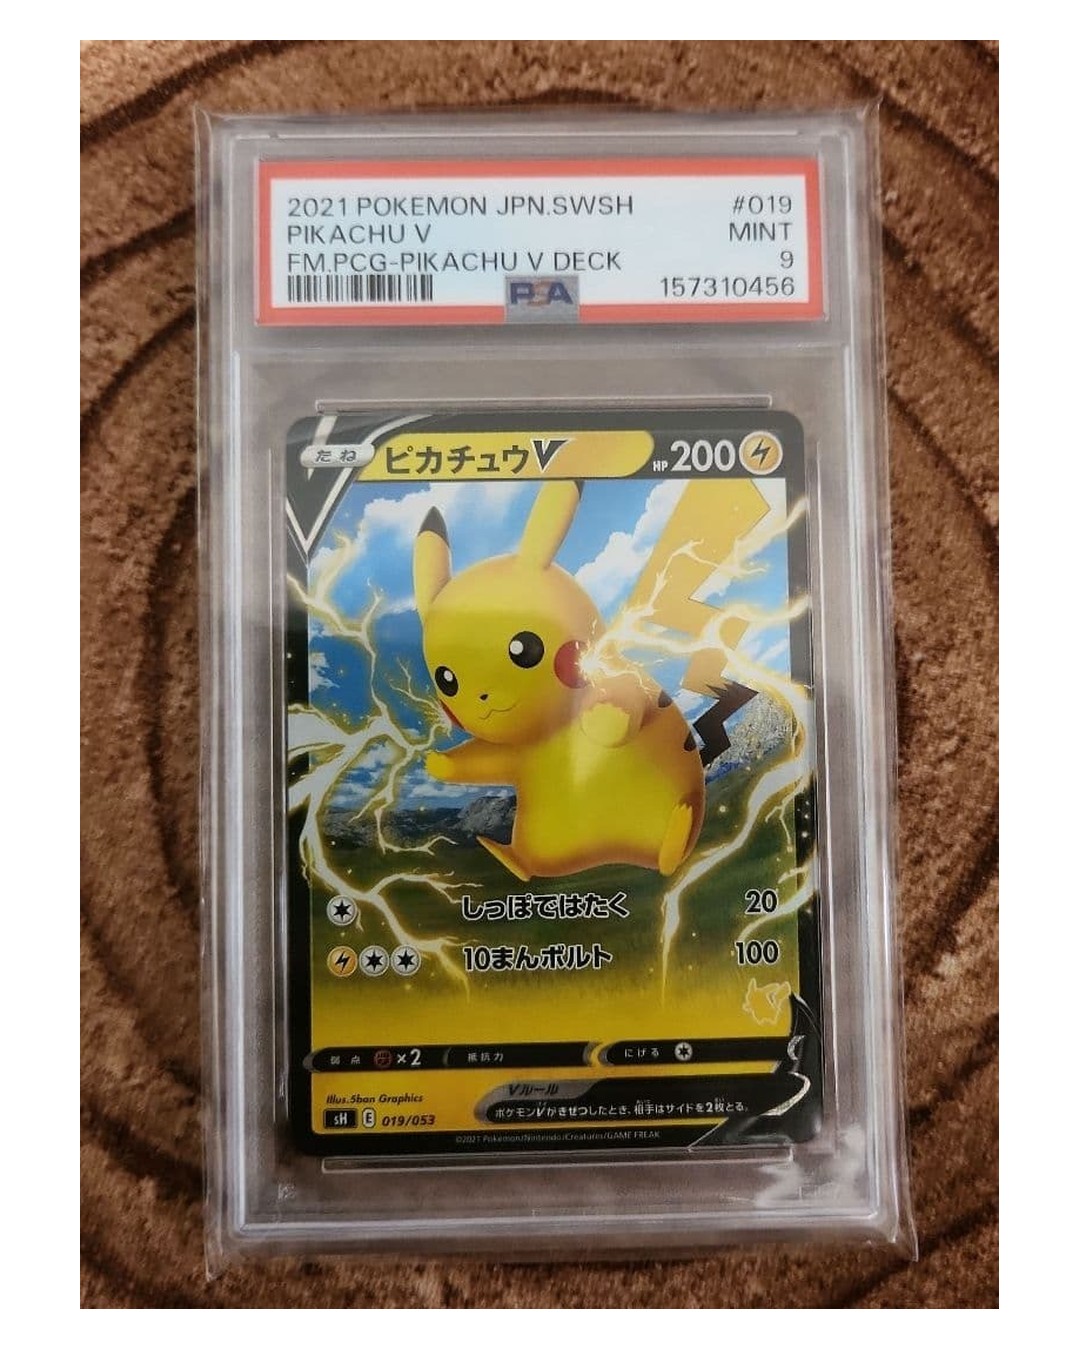 2021 POKEMON JPN.SWSH #019
PIKACHU V MINT
FM.PCG-PIKACHU V DECK 9
PSA 157310456
たね ピカチュウV HP200
しっぽではたく 20
10まんボルト 100
弱点 ×2 抵抗力 にげる
Vルール
ポケモンVがきぜつしたとき、相手はサイドを2枚とる。
Illus.5ban Graphics
sH E 019/053
©2021 Pokémon/Nintendo/Creatures/GAME FREAK